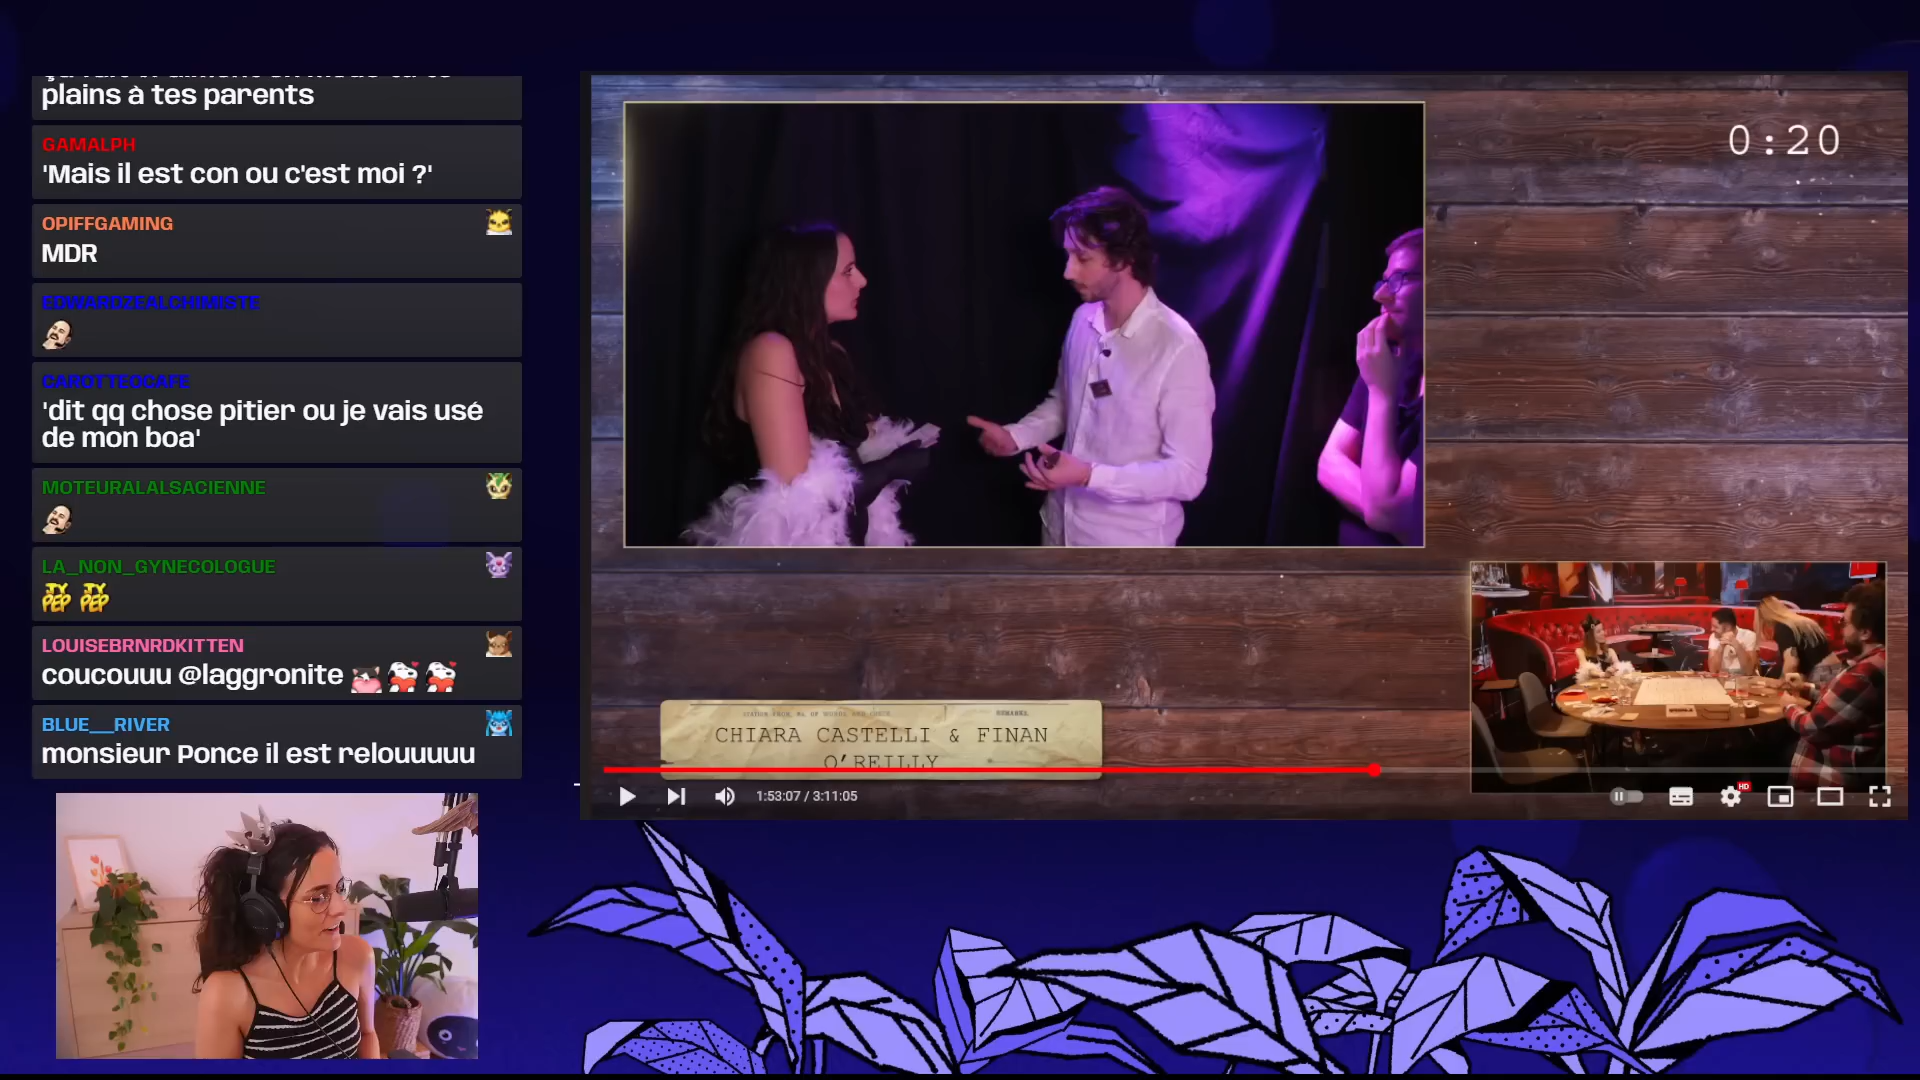 plains à tes parents
GAMALPH
'Mais il est con ou c'est moi ?'
OPIFFGAMING
MDR
EDWARDZEALCHIMISTE
CAROTTEOCAFE
'dit qq chose pitier ou je vais usé
de mon boa'
MOTEURALALSACIENNE
LA_NON_GYNECOLOGUE
LOUISEBRNRDKITTEN
coucouuu @laggronite
BLUE__RIVER
monsieur Ponce il est relouuuuu
0:20
CHIARA CASTELLI & FINAN
O'REILLY
1:53:07 / 3:11:05
HD